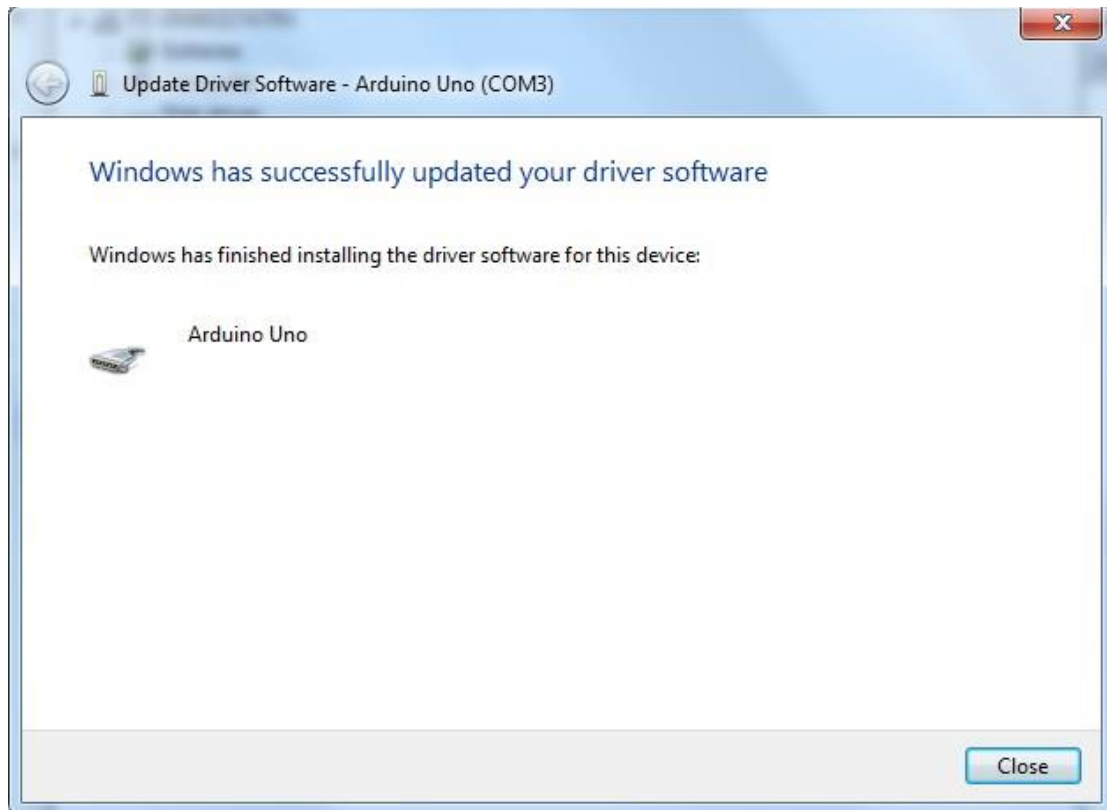 Update Driver Software - Arduino Uno (COM3)
Windows has successfully updated your driver software
Windows has finished installing the driver software for this device:
Arduino Uno
Close